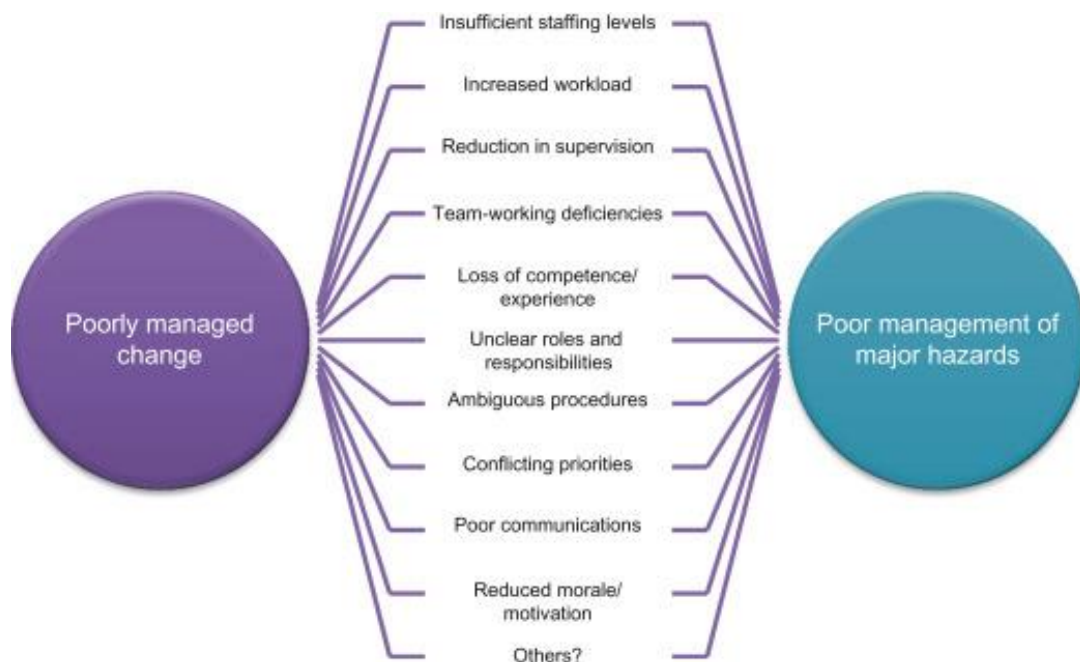 Insufficient staffing levels
Increased workload
Reduction in supervision
Team-working deficiencies
Loss of competence/
experience
Poorly managed
change
Unclear roles and
responsibilities
Poor management of
major hazards
Ambiguous procedures
Conflicting priorities
Poor communications
Reduced morale/
motivation
Others?